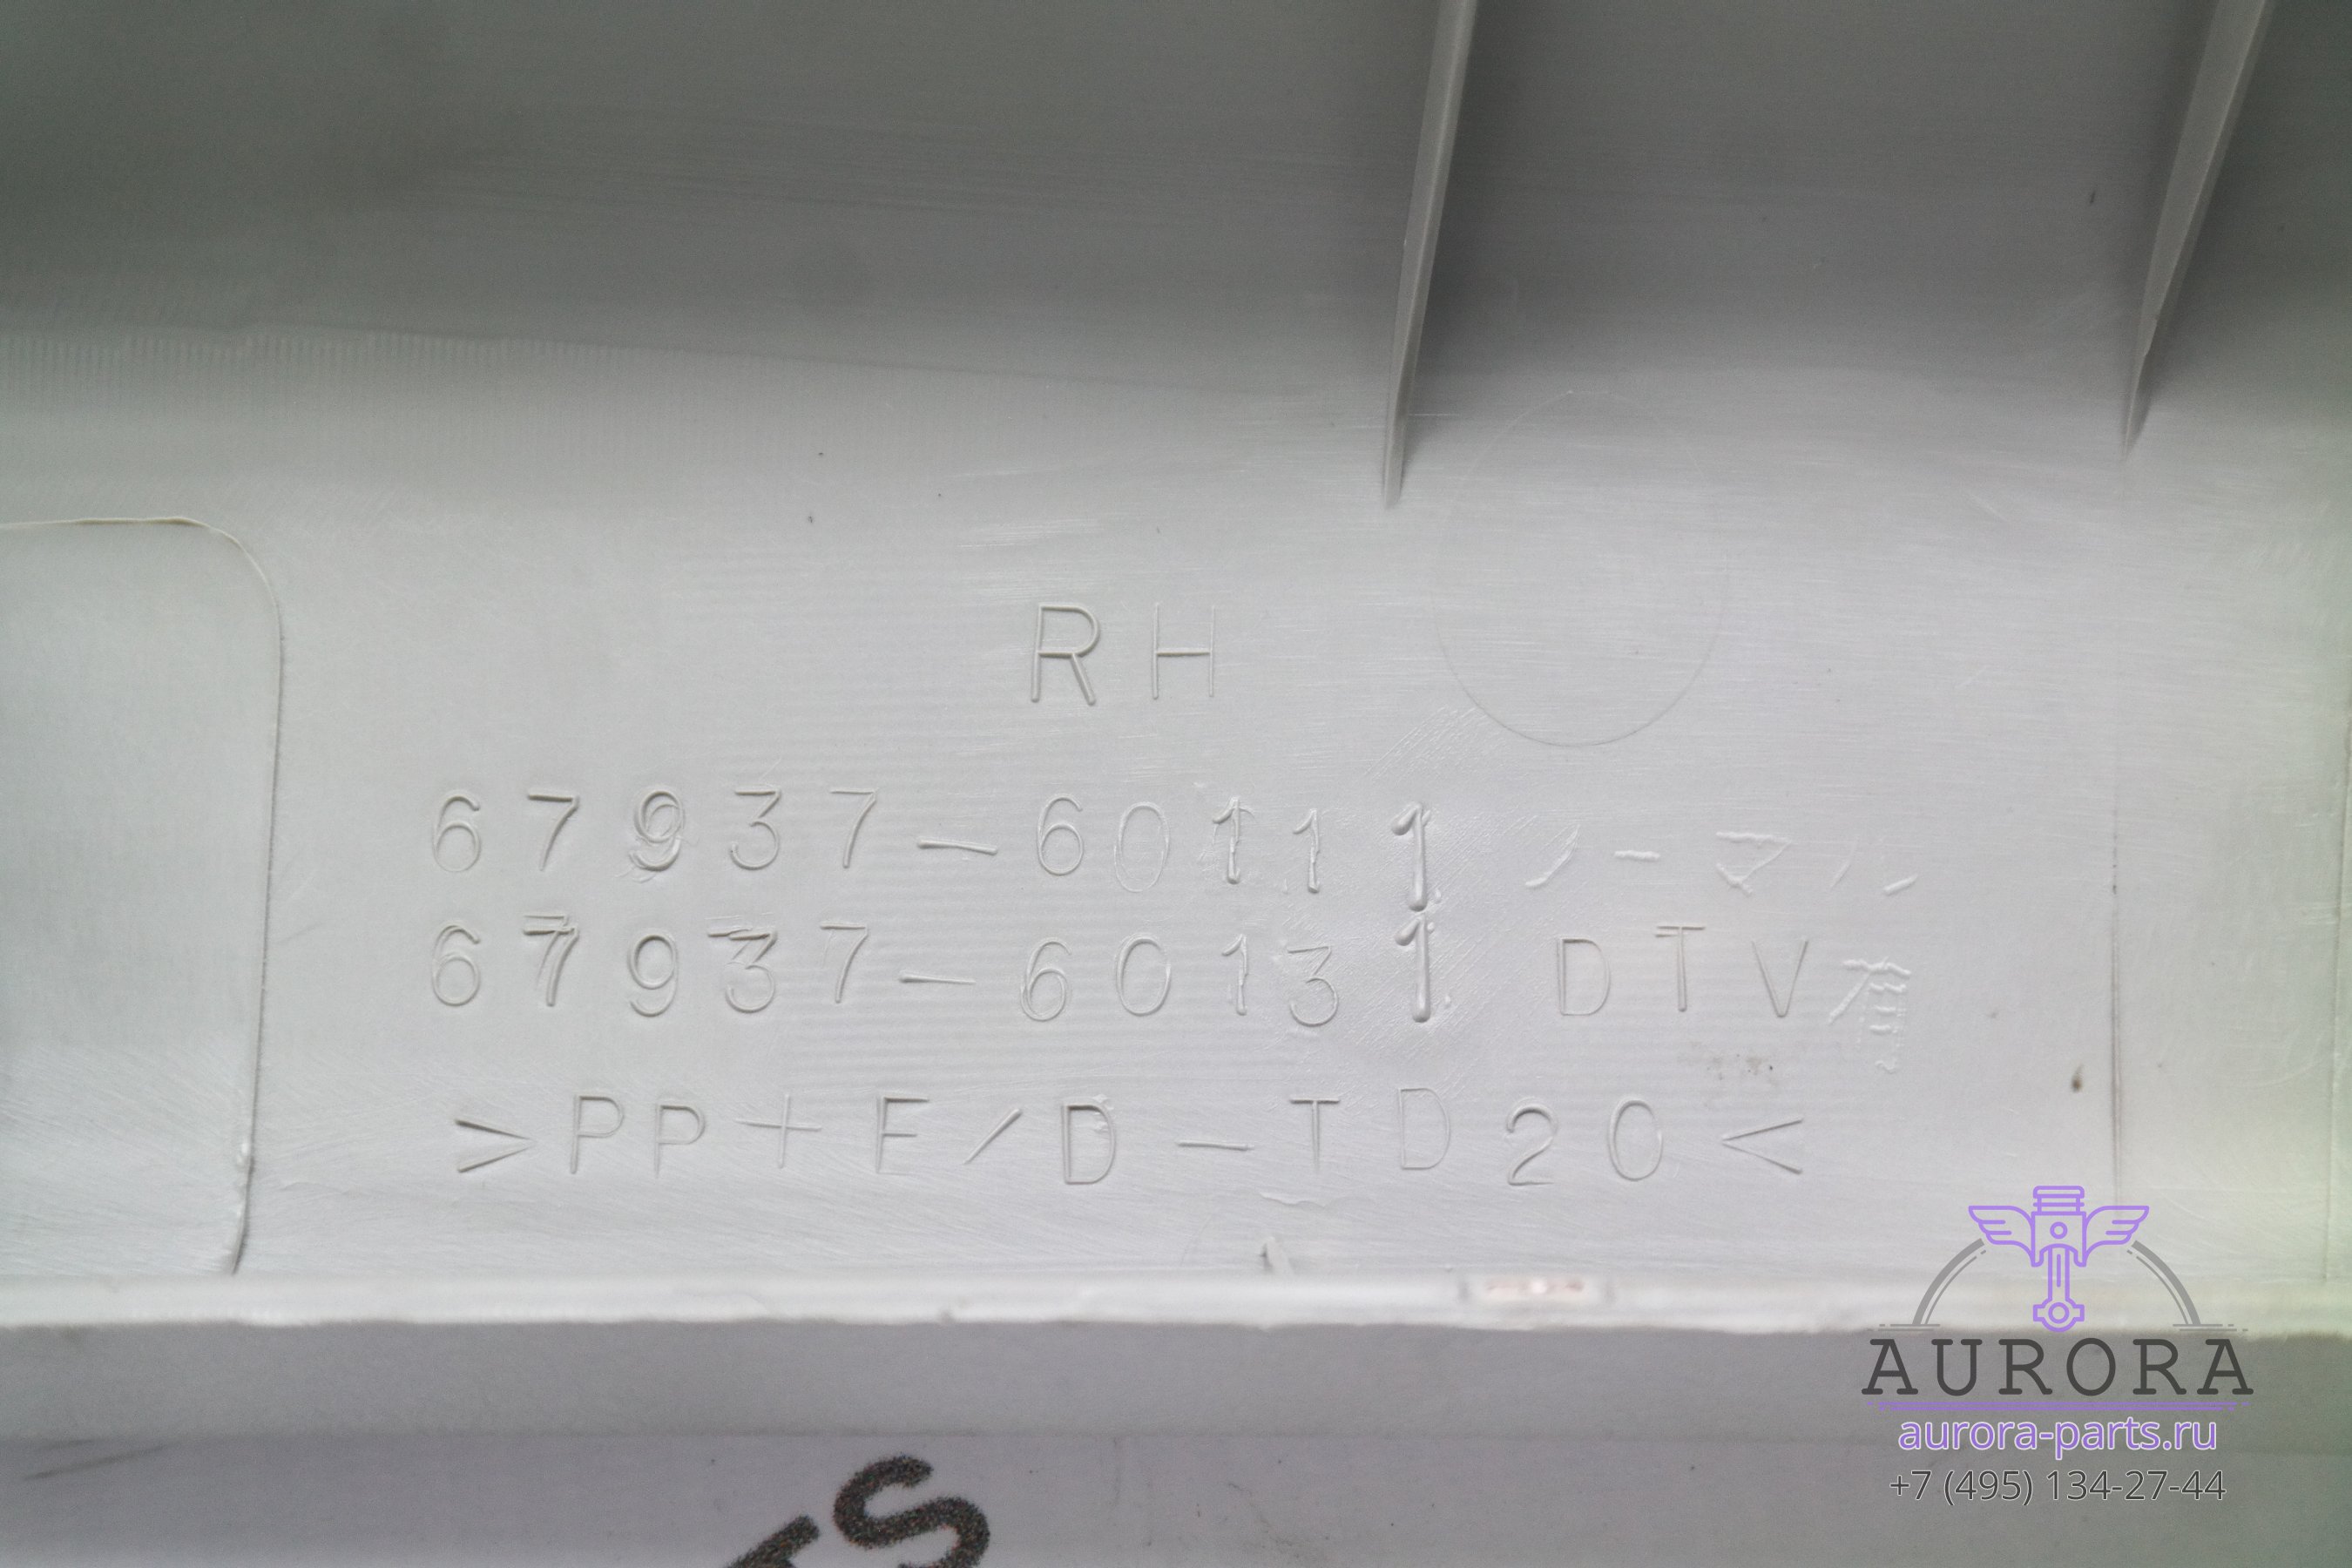 RH
67937-60111 ノーマル
67937-60131 DTV有
>PP+E/D-TD20<
AURORA
aurora-parts.ru
+7 (495) 134-27-44